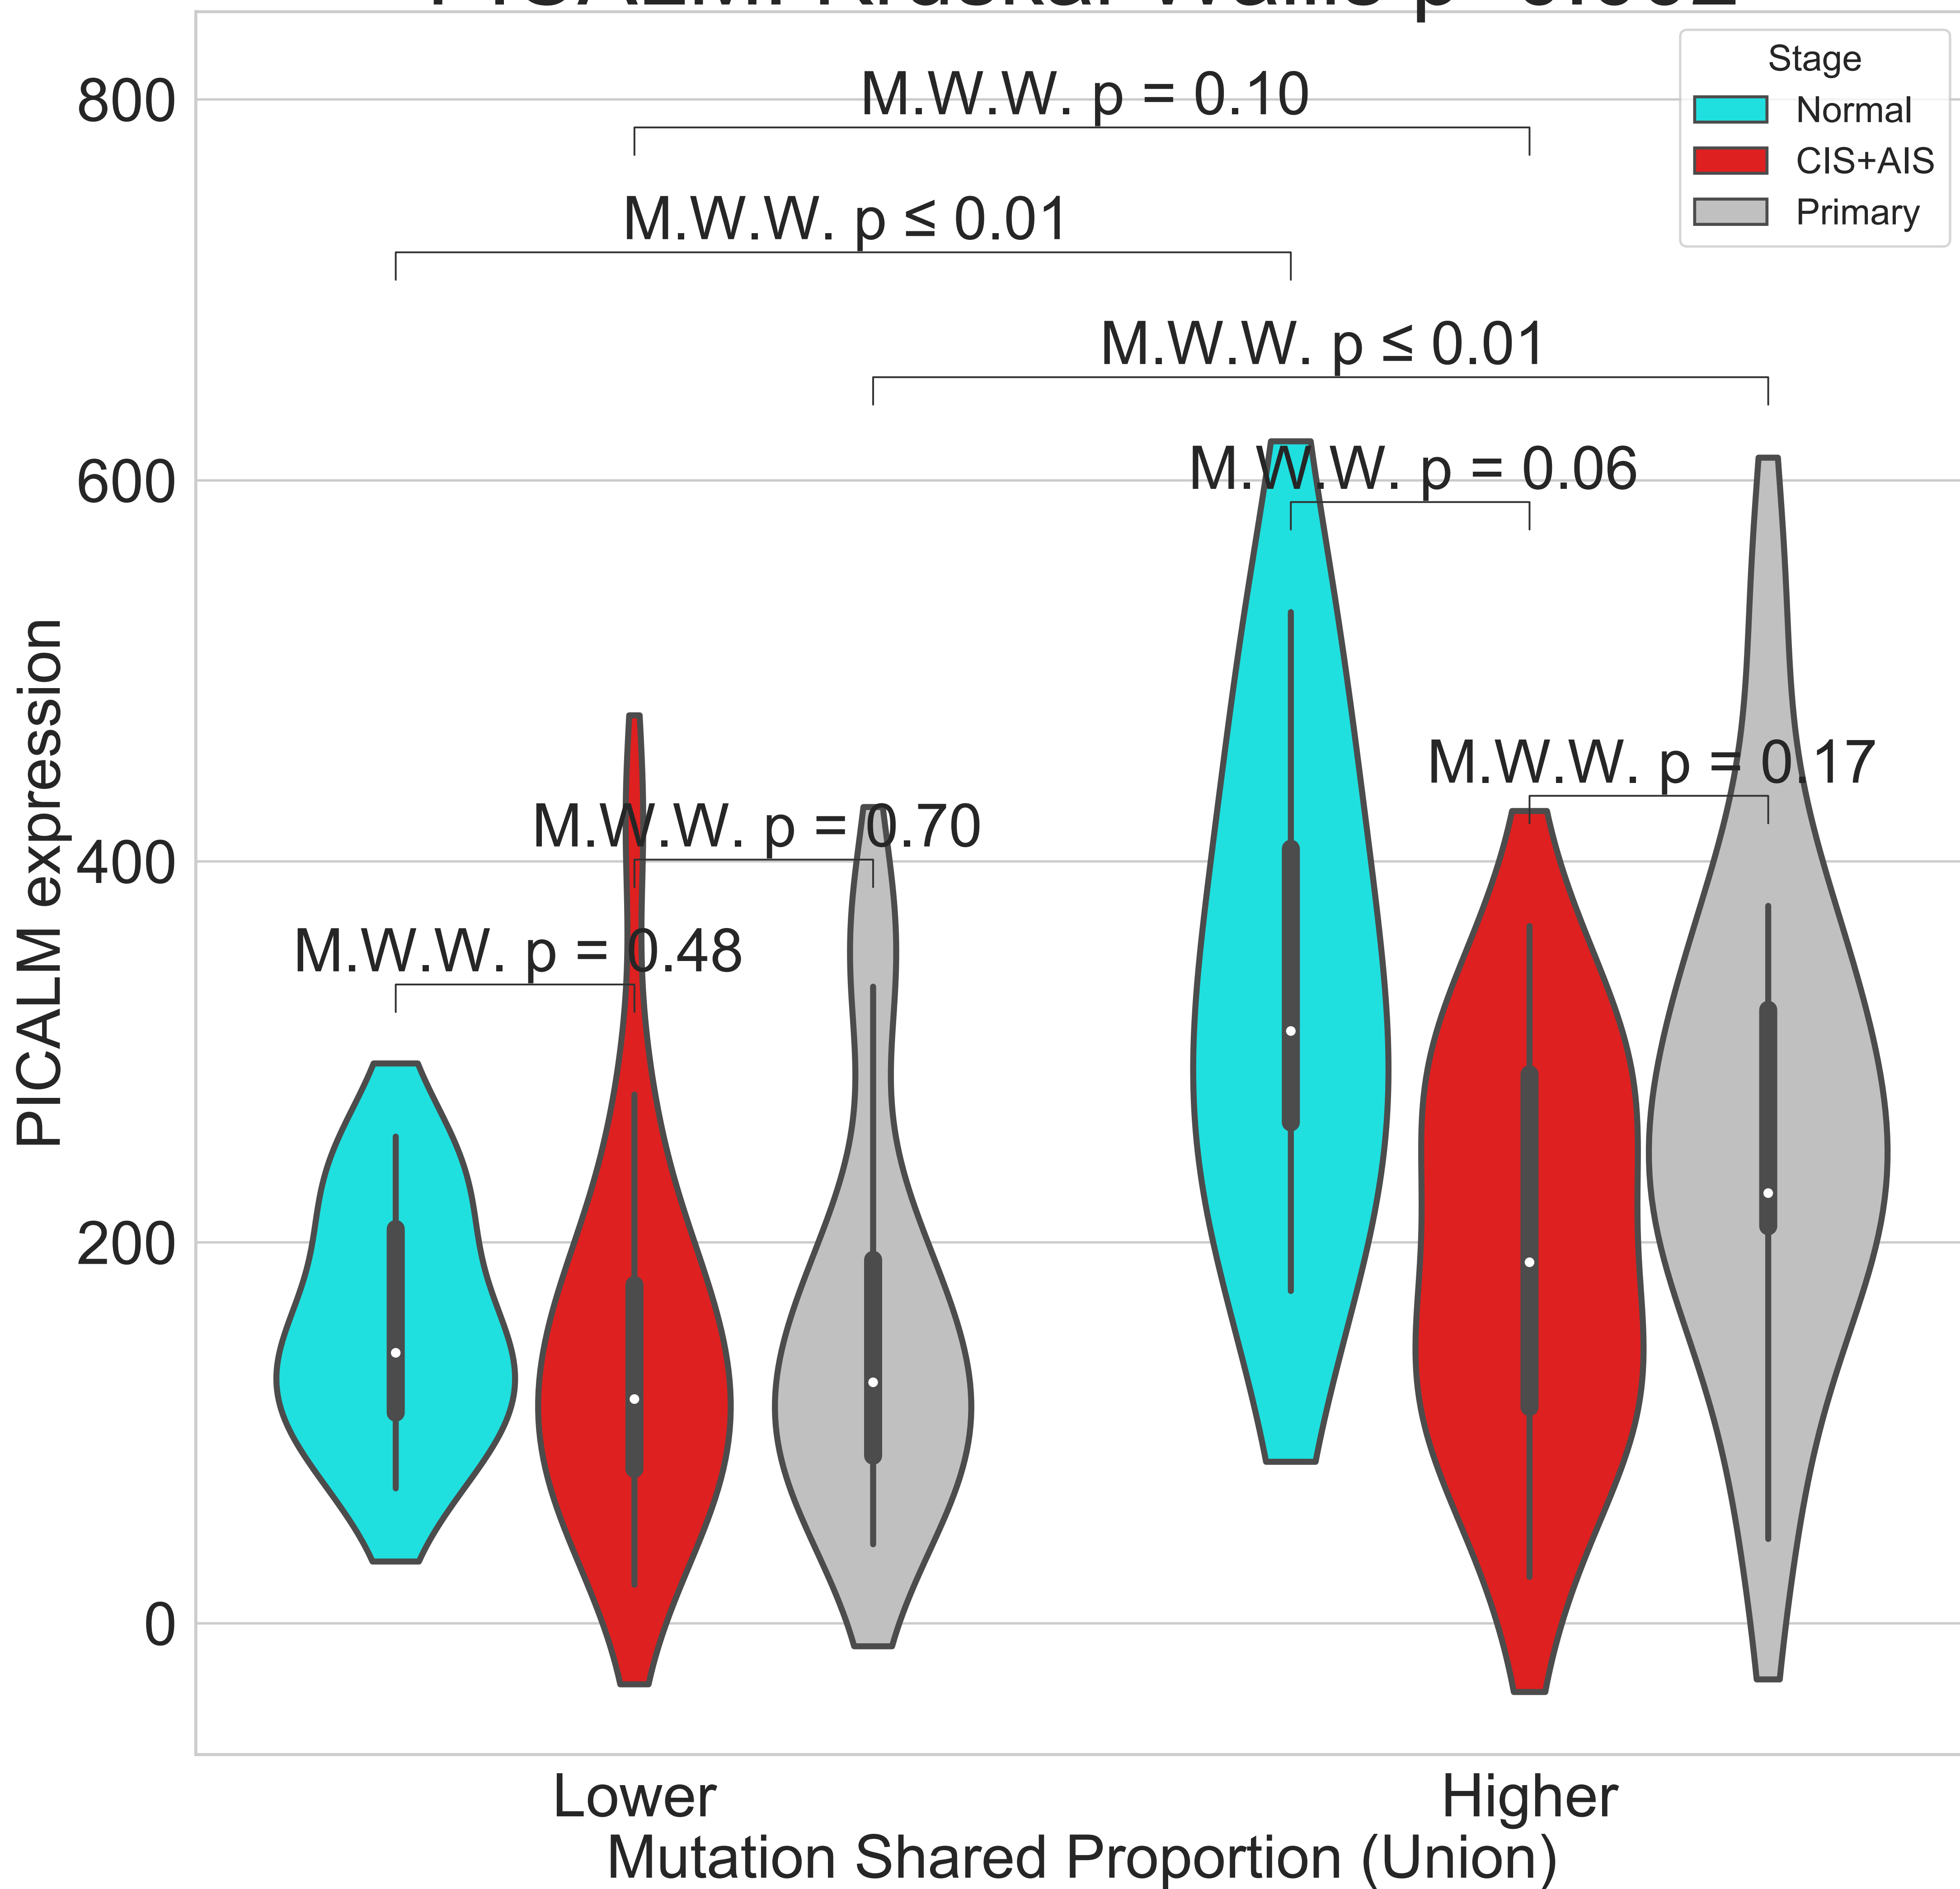 Stage
Normal
CIS+AIS
Primary
M.W.W. p = 0.10
M.W.W. p ≤ 0.01
M.W.W. p ≤ 0.01
M.W.W. p = 0.06
M.W.W. p = 0.17
M.W.W. p = 0.70
M.W.W. p = 0.48
PICALM expression
800
600
400
200
0
Lower
Higher
Mutation Shared Proportion (Union)